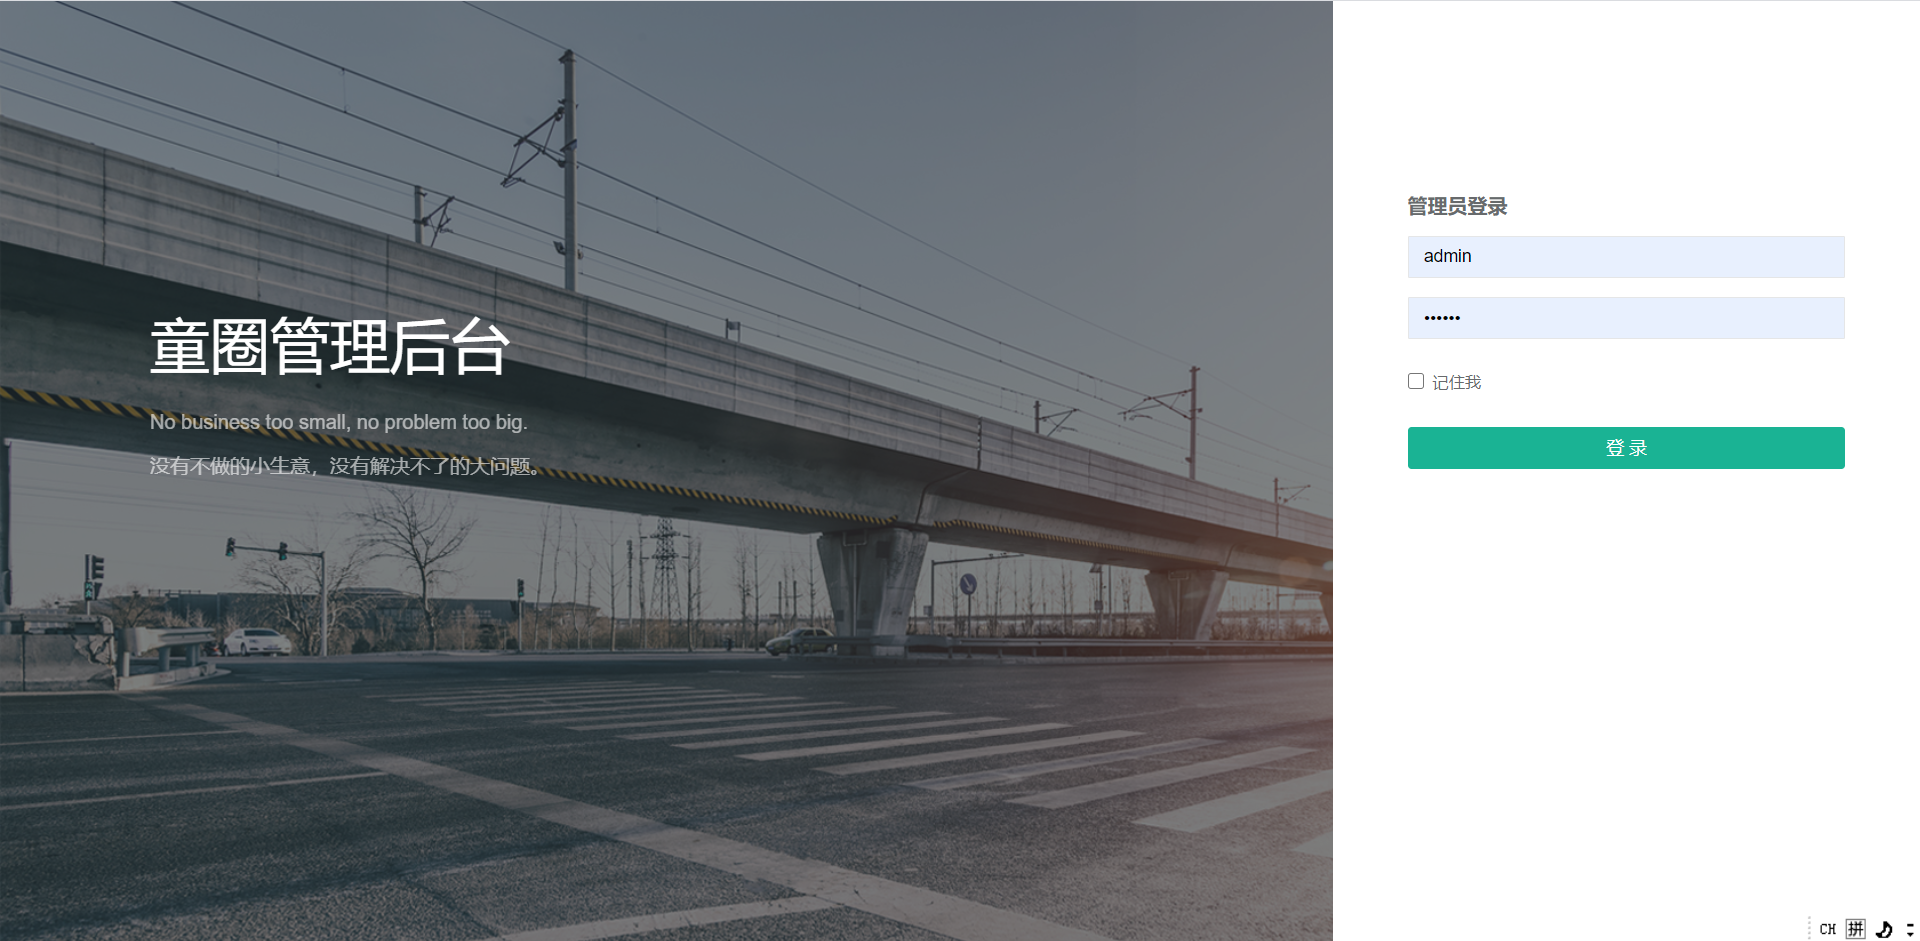 童圈管理后台
No business too small, no problem too big.
没有不做的小生意，没有解决不了的大问题。
管理员登录
admin
••••••
记住我
登 录
CH 拼